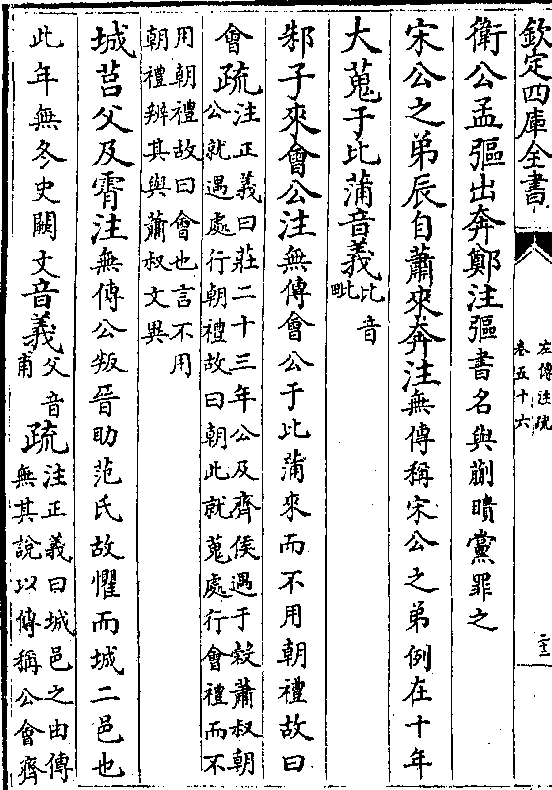 欽定四庫全書
左傳注疏
卷五十六
二十三
衛公孟彄出奔鄭注彄書名與蒯聵黨罪之
宋公之弟辰自蕭來奔注無傳稱宋公之弟例在十年
大蒐于比蒲音義比音
毗
邾子來會公注無傳會公于比蒲來而不用朝禮故曰
會疏注正義曰莊二十三年公及齊侯遇于穀蕭叔朝
公就遇處行朝禮故曰朝此就蒐處行會禮而不
用朝禮故曰會也言不用
朝禮辨其與蕭叔文異
城莒父及霄注無傳公叛晉助范氏故懼而城二邑也
此年無冬史闕文音義父音
甫
疏注正義曰城邑之由傳
無其說以傳稱公會齊